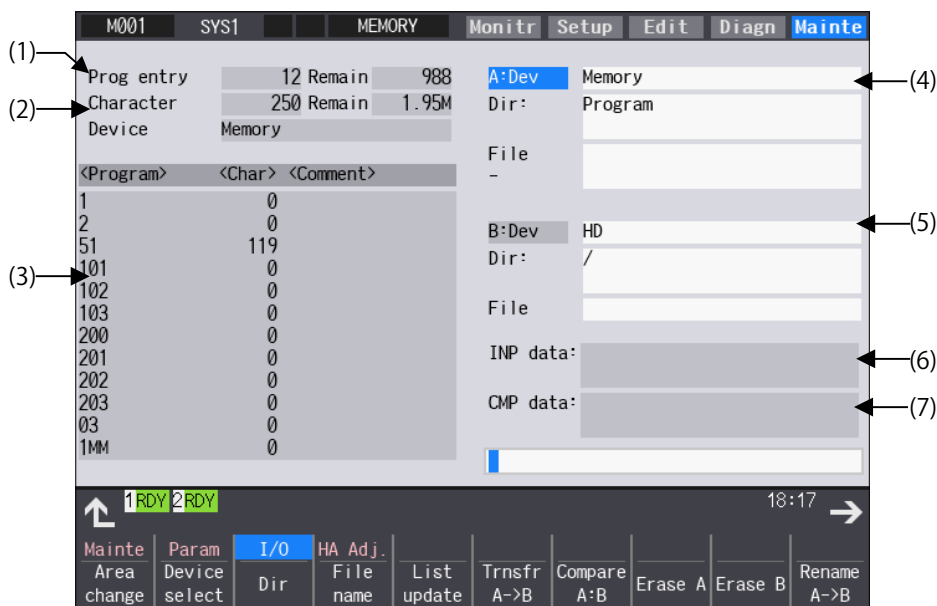 M001 SYS1 MEMORY Monitr Setup Edit Diagn Mainte
(1)
Prog entry 12 Remain 988
(2)
Character 250 Remain 1.95M
Device Memory
<Program> <Char> <Comment>
1 0
2 0
51 119
(3)
101 0
102 0
103 0
200 0
201 0
202 0
203 0
03 0
1MM 0
A:Dev Memory
(4)
Dir: Program
File
-
B:Dev HD
(5)
Dir: /
File
INP data:
(6)
CMP data:
(7)
1RDY 2RDY 18:17
Mainte Param I/O HA Adj.
Area change
Device select
Dir
File name
List update
Trnsfr A->B
Compare A:B
Erase A
Erase B
Rename A->B